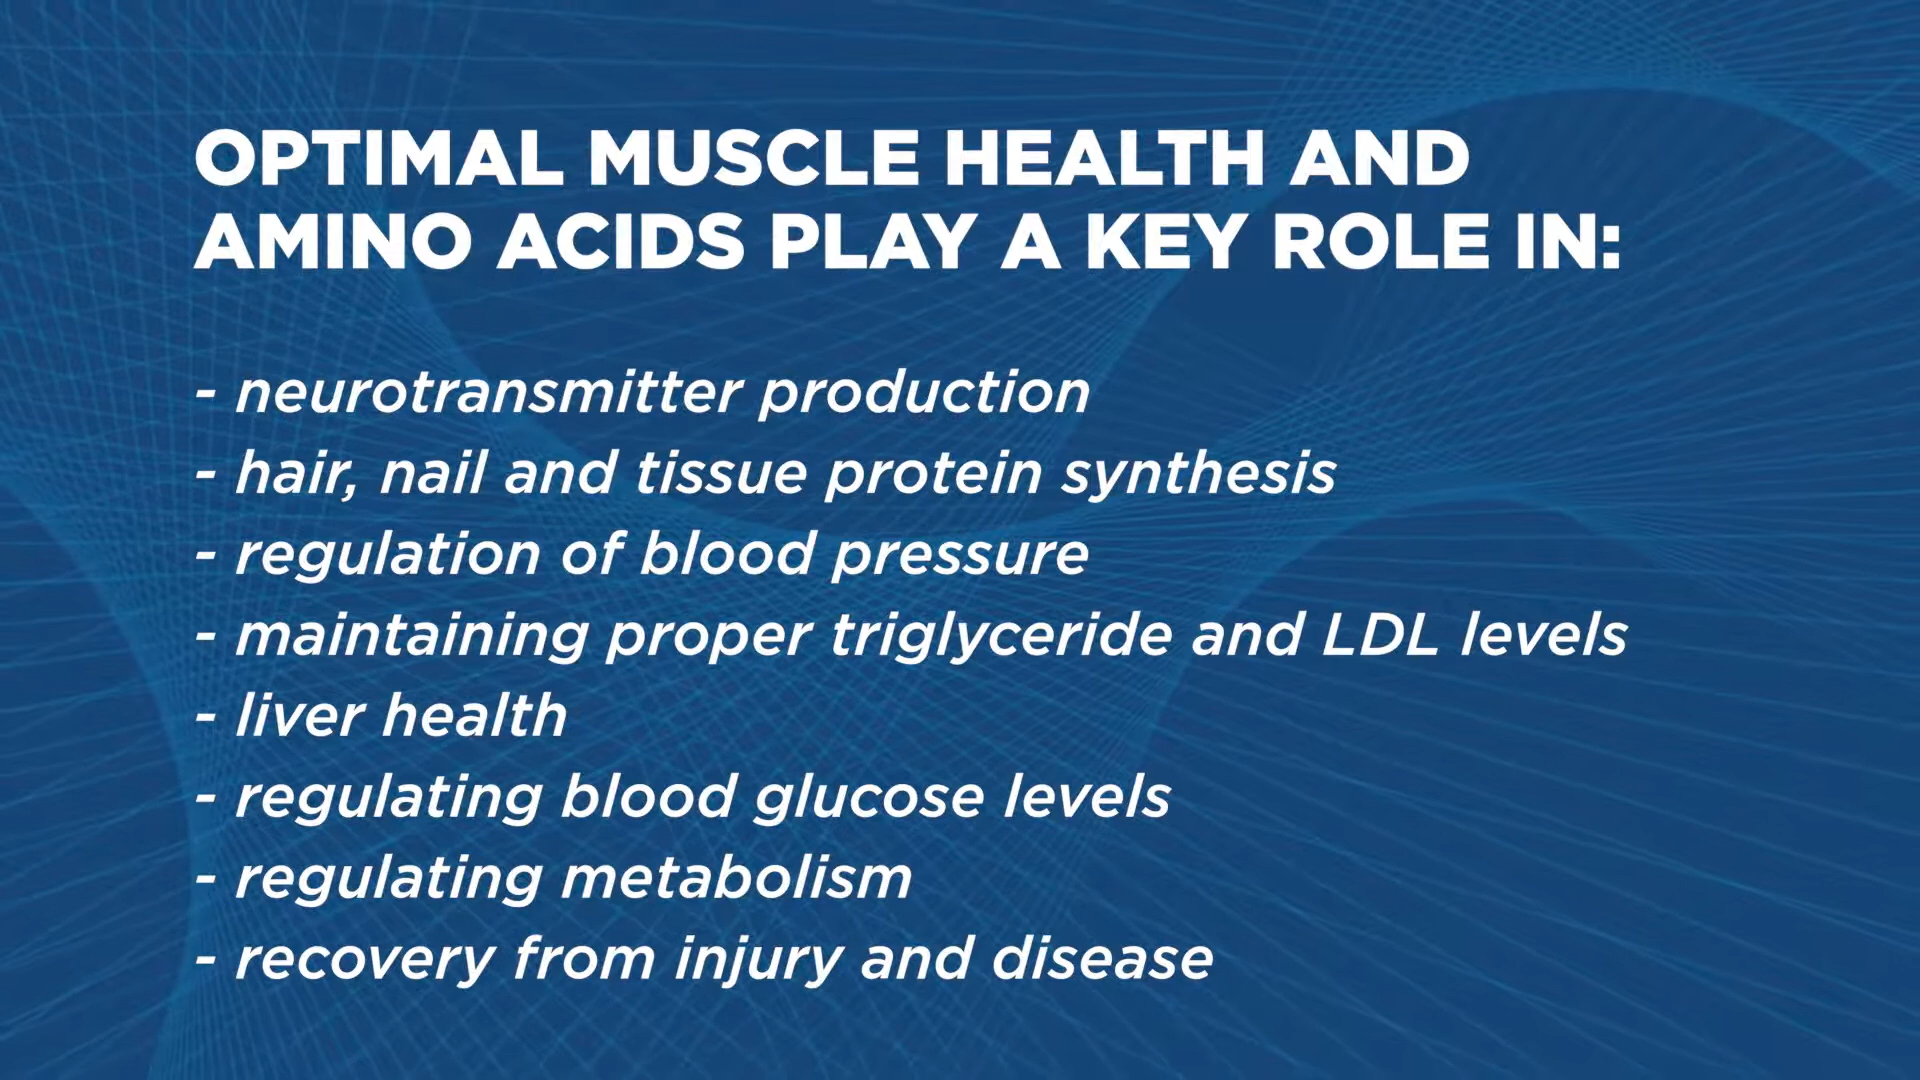 OPTIMAL MUSCLE HEALTH AND
AMINO ACIDS PLAY A KEY ROLE IN:
- neurotransmitter production
- hair, nail and tissue protein synthesis
- regulation of blood pressure
- maintaining proper triglyceride and LDL levels
- liver health
- regulating blood glucose levels
- regulating metabolism
- recovery from injury and disease